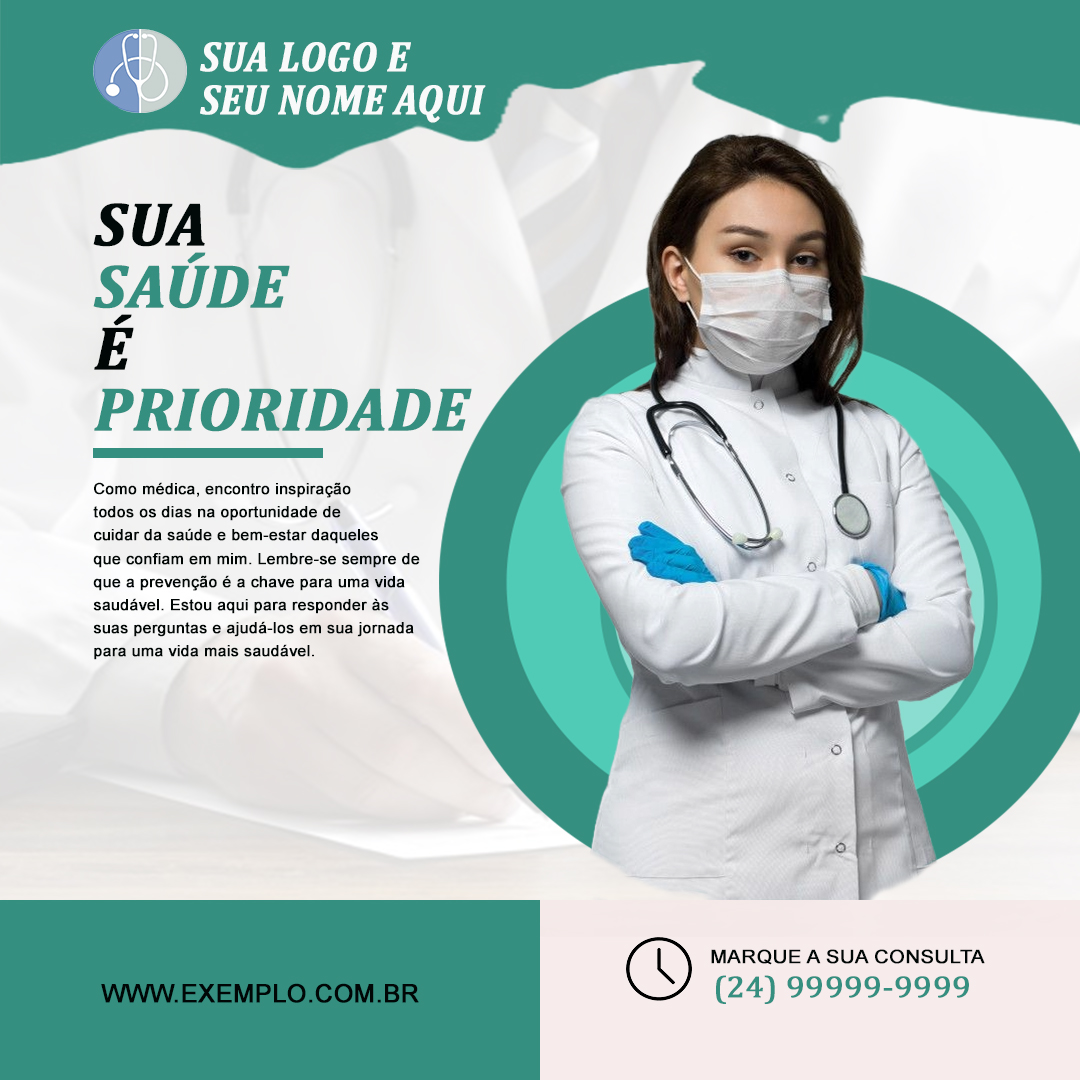 SUA LOGO E
SEU NOME AQUI
SUA
SAÚDE
É
PRIORIDADE
Como médica, encontro inspiração
todos os dias na oportunidade de
cuidar da saúde e bem-estar daqueles
que confiam em mim. Lembre-se sempre de
que a prevenção é a chave para uma vida
saudável. Estou aqui para responder às
suas perguntas e ajudá-los em sua jornada
para uma vida mais saudável.
WWW.EXEMPLO.COM.BR
MARQUE A SUA CONSULTA
(24) 99999-9999